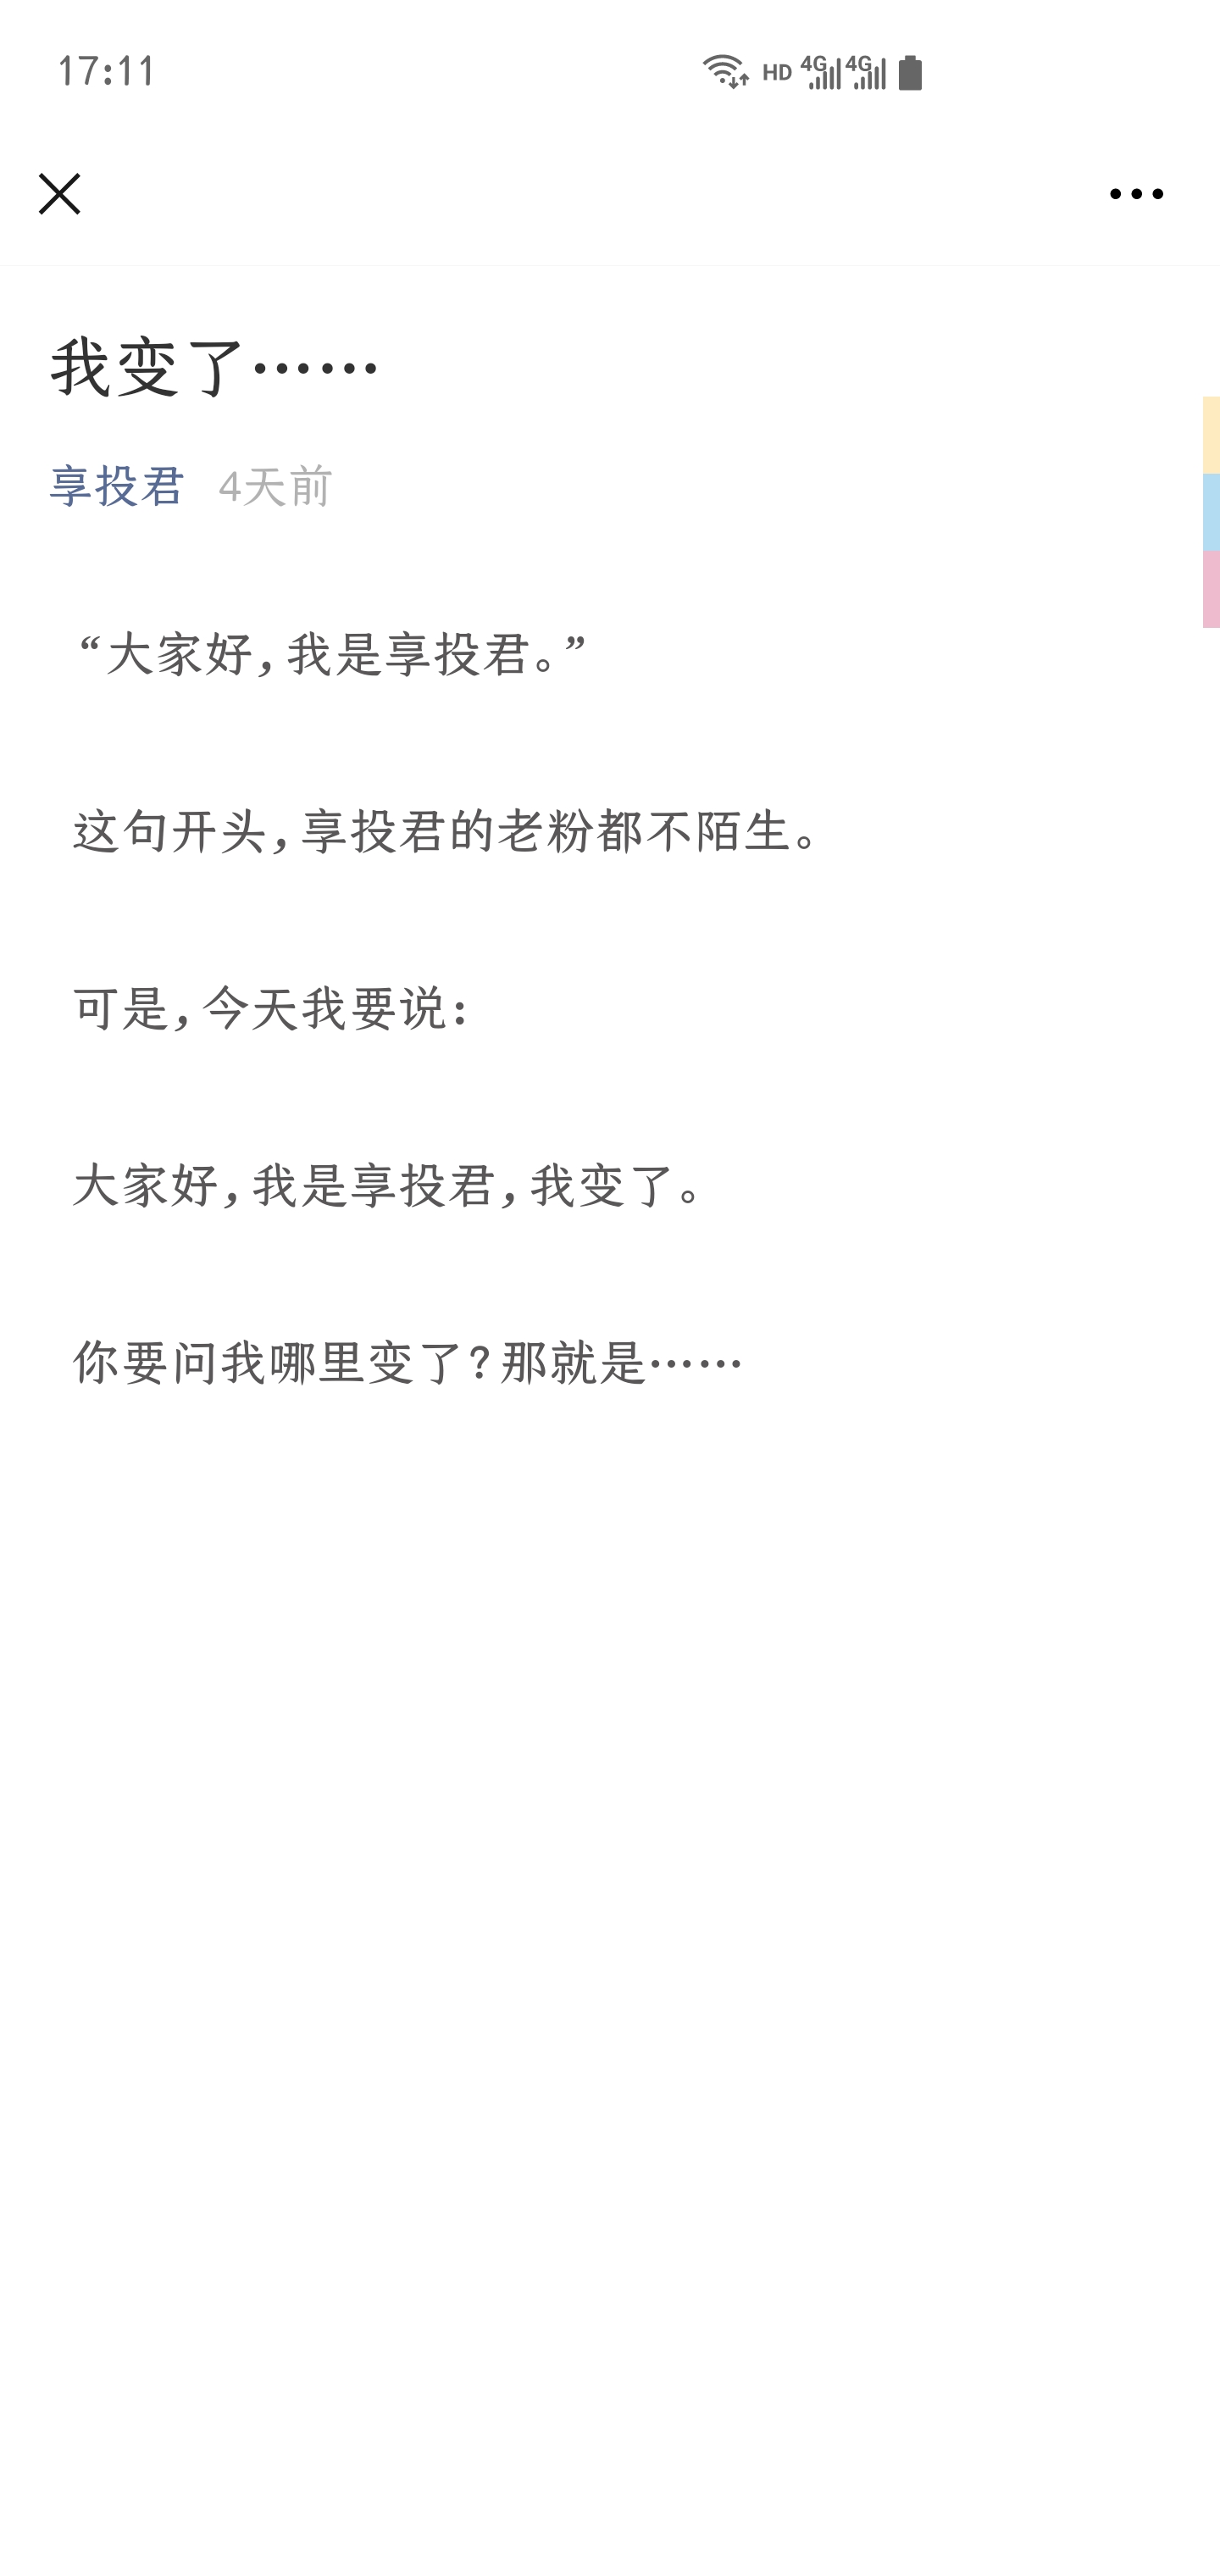 17:11 HD 4G 4G
我变了……
享投君 4天前
“大家好,我是享投君。”
这句开头,享投君的老粉都不陌生。
可是,今天我要说:
大家好,我是享投君,我变了。
你要问我哪里变了?那就是……